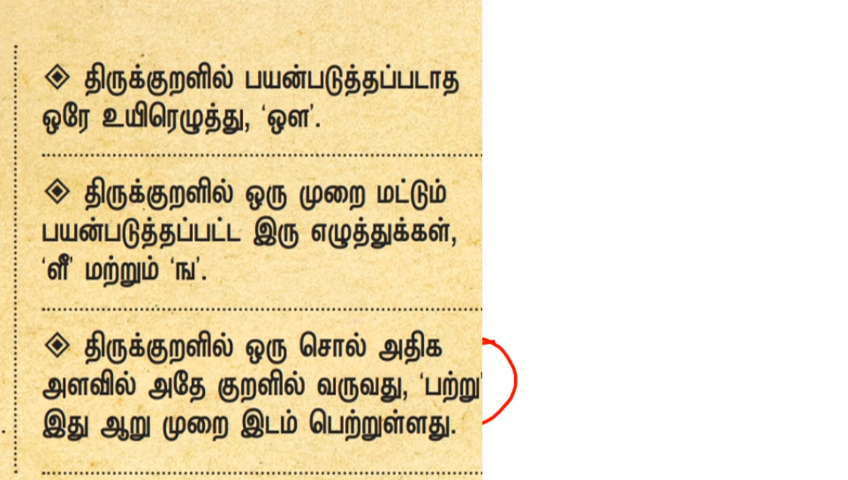 ◈ திருக்குறளில் பயன்படுத்தப்படாத
ஒரே உயிரெழுத்து, ‘ஔ’.
◈ திருக்குறளில் ஒரு முறை மட்டும்
பயன்படுத்தப்பட்ட இரு எழுத்துக்கள்,
‘ளீ’ மற்றும் ‘ங’.
◈ திருக்குறளில் ஒரு சொல் அதிக
அளவில் அதே குறளில் வருவது, ‘பற்று’
இது ஆறு முறை இடம் பெற்றுள்ளது.